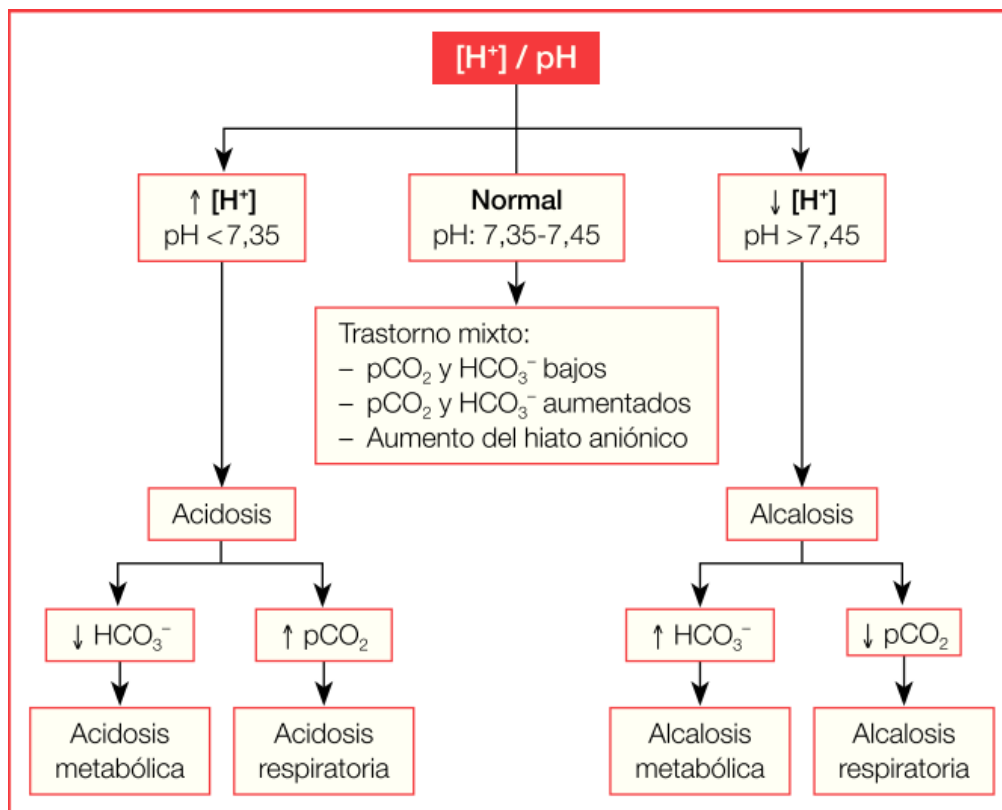 [H⁺] / pH
↑ [H⁺]
pH < 7,35
Normal
pH: 7,35-7,45
↓ [H⁺]
pH > 7,45
Trastorno mixto:
– pCO₂ y HCO₃⁻ bajos
– pCO₂ y HCO₃⁻ aumentados
– Aumento del hiato aniónico
Acidosis
Alcalosis
↓ HCO₃⁻
↑ pCO₂
↑ HCO₃⁻
↓ pCO₂
Acidosis
metabólica
Acidosis
respiratoria
Alcalosis
metabólica
Alcalosis
respiratoria